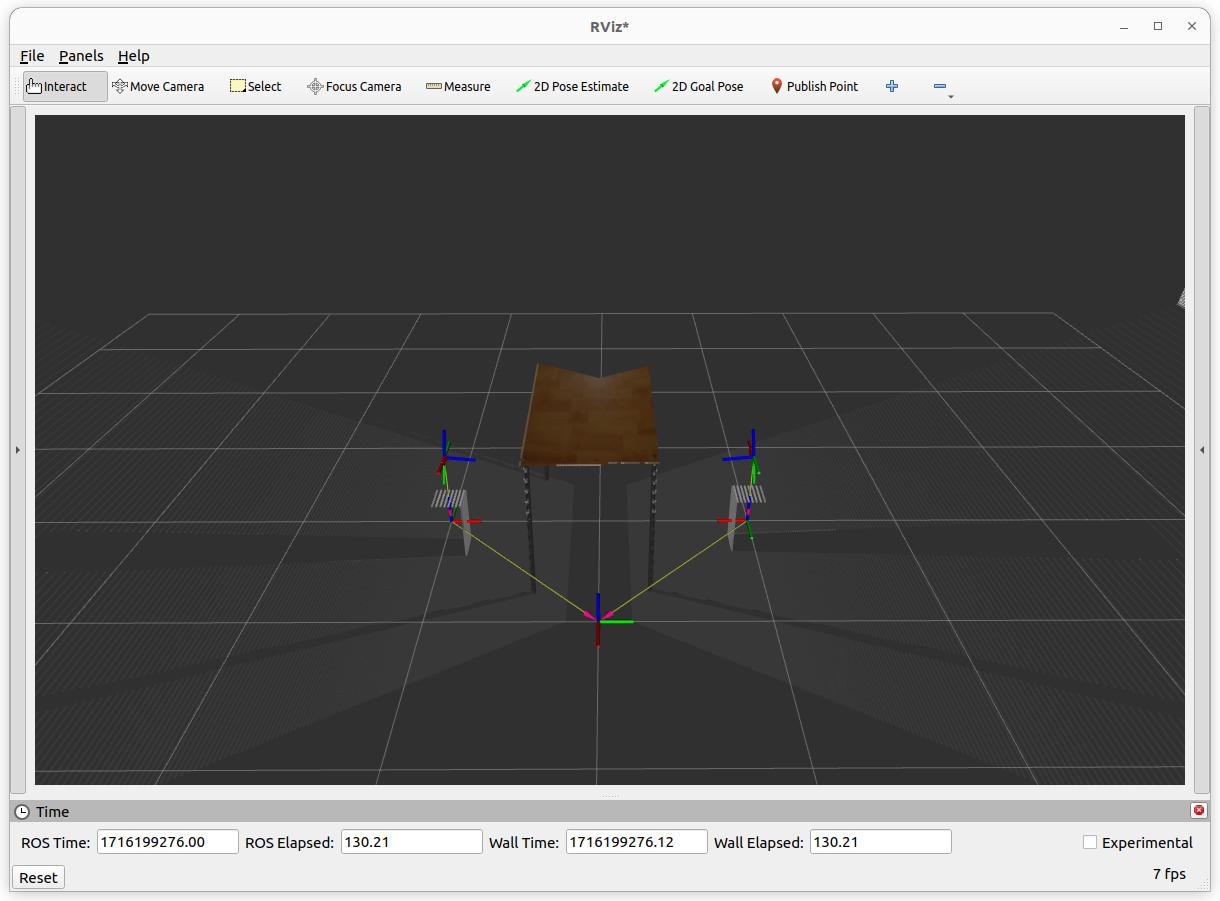 RViz*
File Panels Help
Interact Move Camera Select Focus Camera Measure 2D Pose Estimate 2D Goal Pose Publish Point
Time
ROS Time: 1716199276.00 ROS Elapsed: 130.21 Wall Time: 1716199276.12 Wall Elapsed: 130.21 Experimental
Reset 7 fps